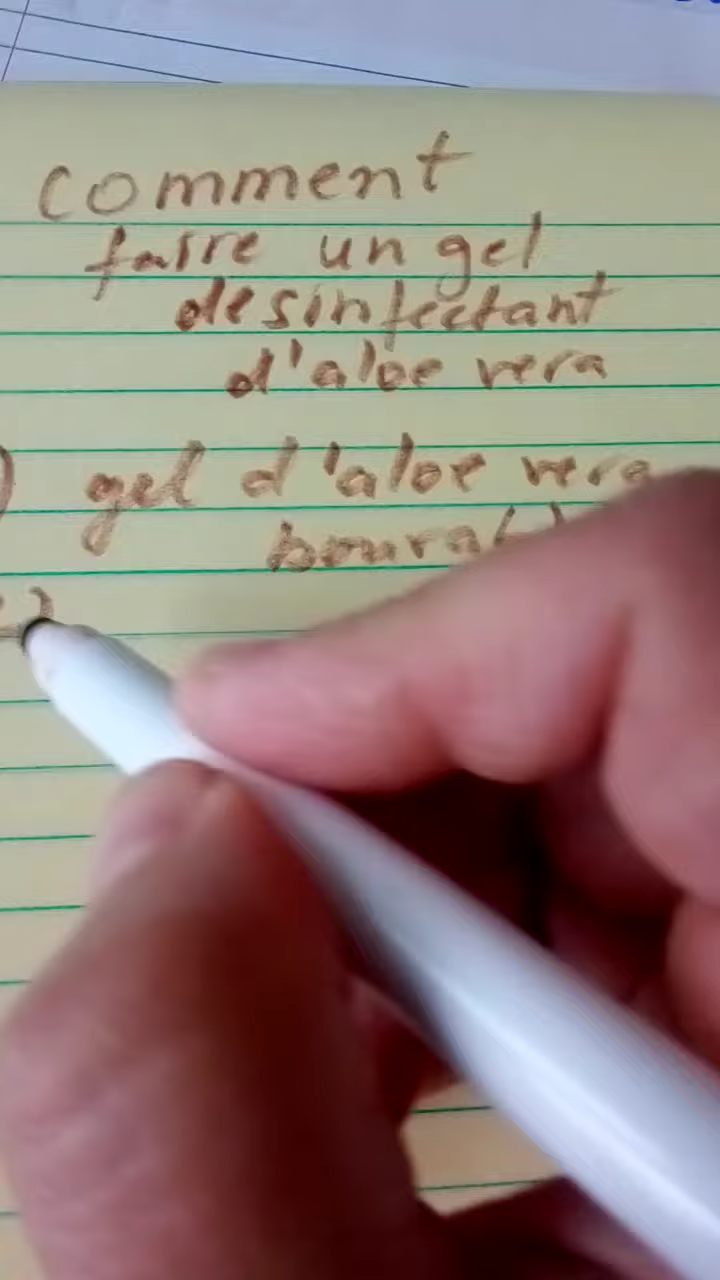 comment
faire un gel
desinfectant
d'aloe vera
) gel d'aloe vera